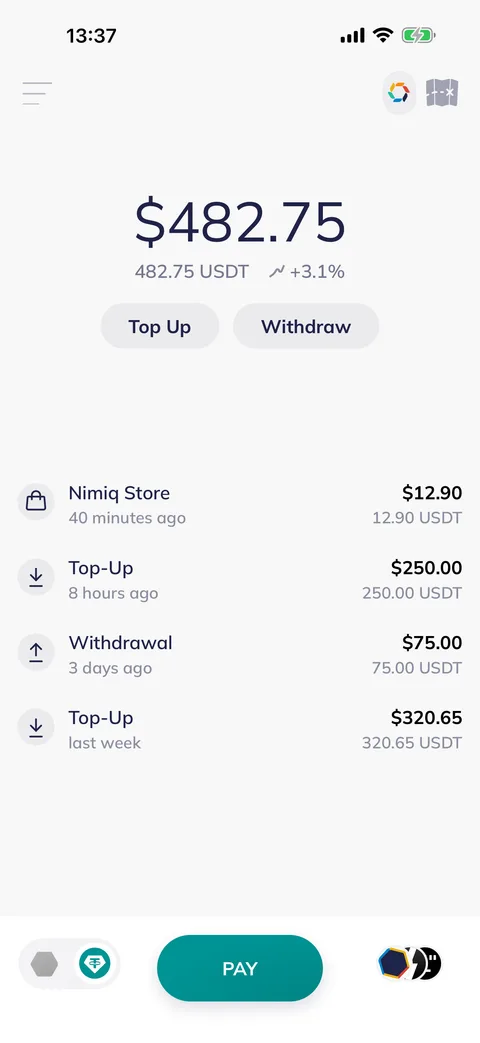 13:37
$482.75
482.75 USDT +3.1%
Top Up Withdraw
Nimiq Store $12.90
40 minutes ago 12.90 USDT
Top-Up $250.00
8 hours ago 250.00 USDT
Withdrawal $75.00
3 days ago 75.00 USDT
Top-Up $320.65
last week 320.65 USDT
PAY